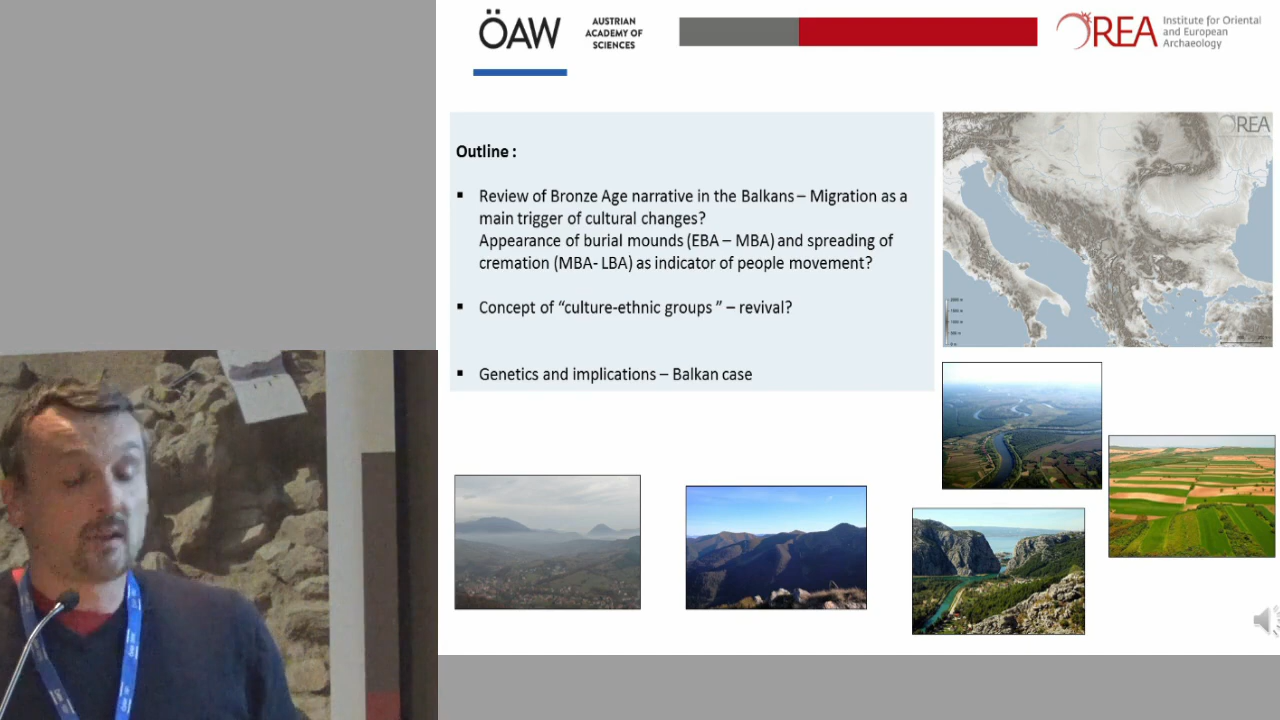 ÖAW
AUSTRIAN
ACADEMY OF
SCIENCES
OREA
Institute for Oriental
and European
Archaeology
Outline :
▪ Review of Bronze Age narrative in the Balkans – Migration as a
main trigger of cultural changes?
Appearance of burial mounds (EBA – MBA) and spreading of
cremation (MBA- LBA) as indicator of people movement?
▪ Concept of “culture-ethnic groups ” – revival?
▪ Genetics and implications – Balkan case
OREA